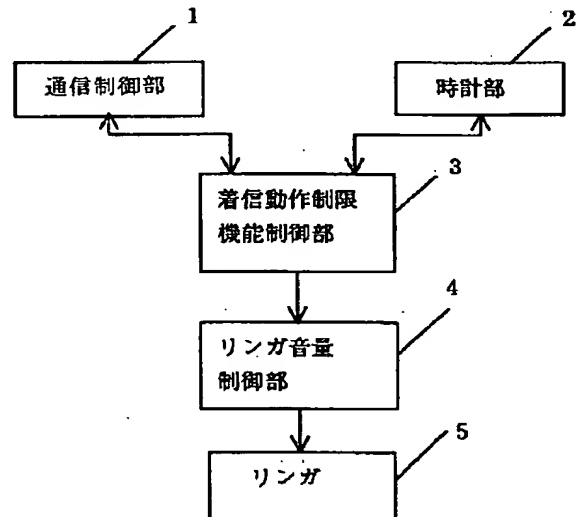 1
通信制御部
2
時計部
3
着信動作制限
機能制御部
4
リンガ音量
制御部
5
リンガ